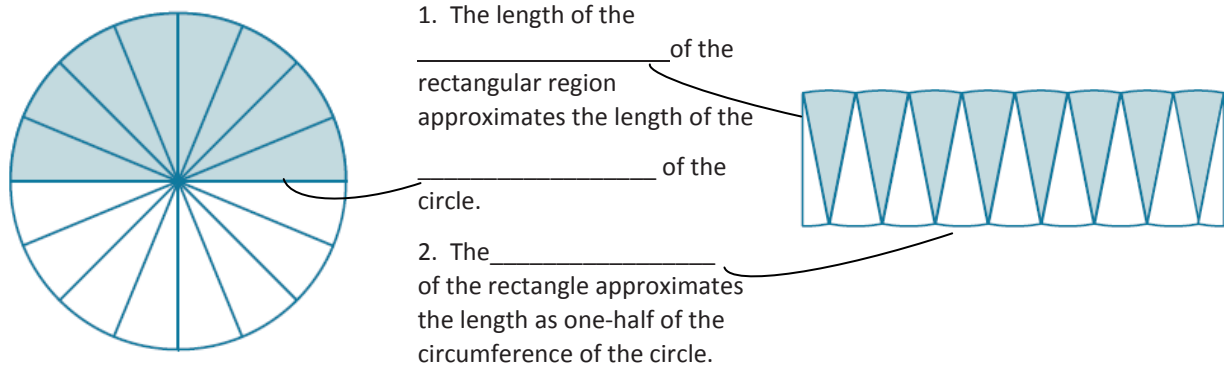 1. The length of the
___________________of the
rectangular region
approximates the length of the
__________________ of the
circle.
2. The_________________
of the rectangle approximates
the length as one-half of the
circumference of the circle.